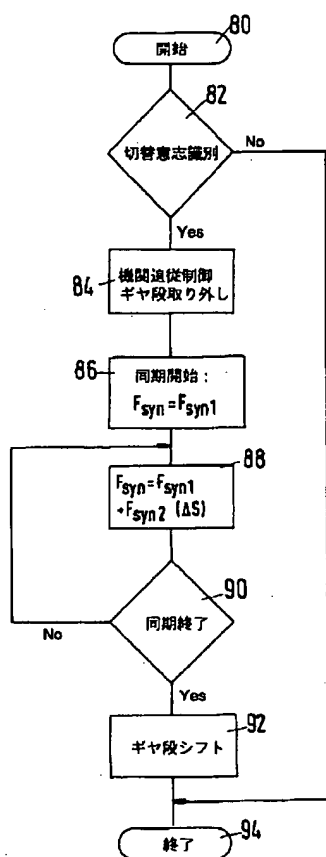 80
開始
82
切替意志識別
No
Yes
84
機関追従制御
ギヤ段取り外し
86
同期開始:
Fsyn=Fsyn1
88
Fsyn=Fsyn1
+Fsyn2 (ΔS)
90
同期終了
No
Yes
92
ギヤ段シフト
94
終了